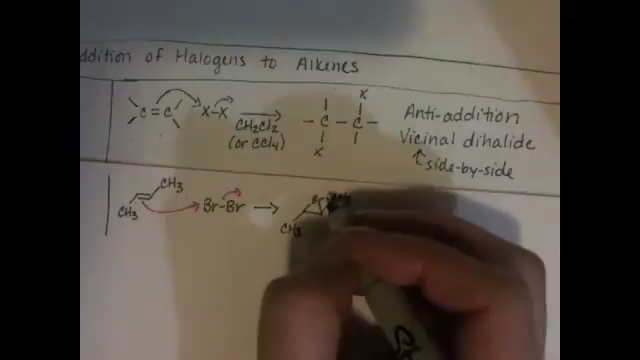 ddition of Halogens to Alkenes
C=C X-X CH2Cl2 (or CCl4) X C C X
Anti-addition
Vicinal dihalide
side-by-side
CH3 CH3 Br-Br Br CH3